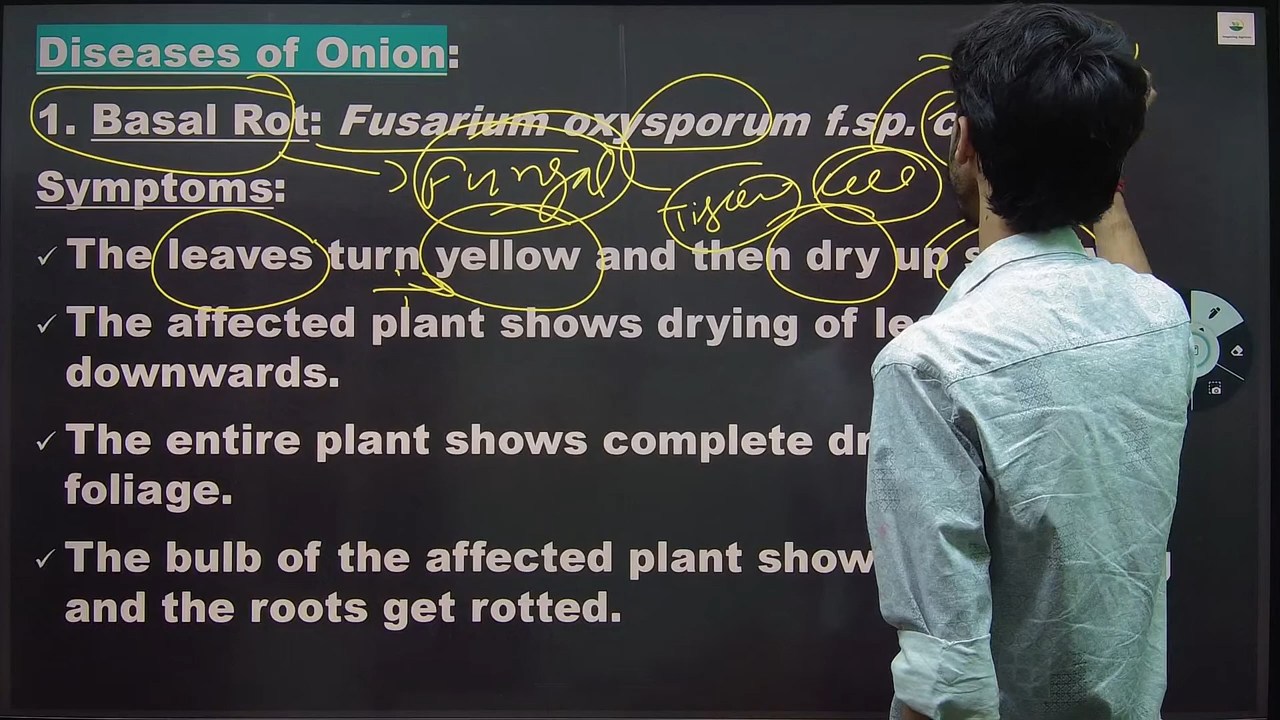 Diseases of Onion:
1. Basal Rot: Fusarium oxysporum f.sp. c
Fungal
Symptoms:
The leaves turn yellow and then dry up s
The affected plant shows drying of le
downwards.
The entire plant shows complete dr
foliage.
The bulb of the affected plant show
and the roots get rotted.